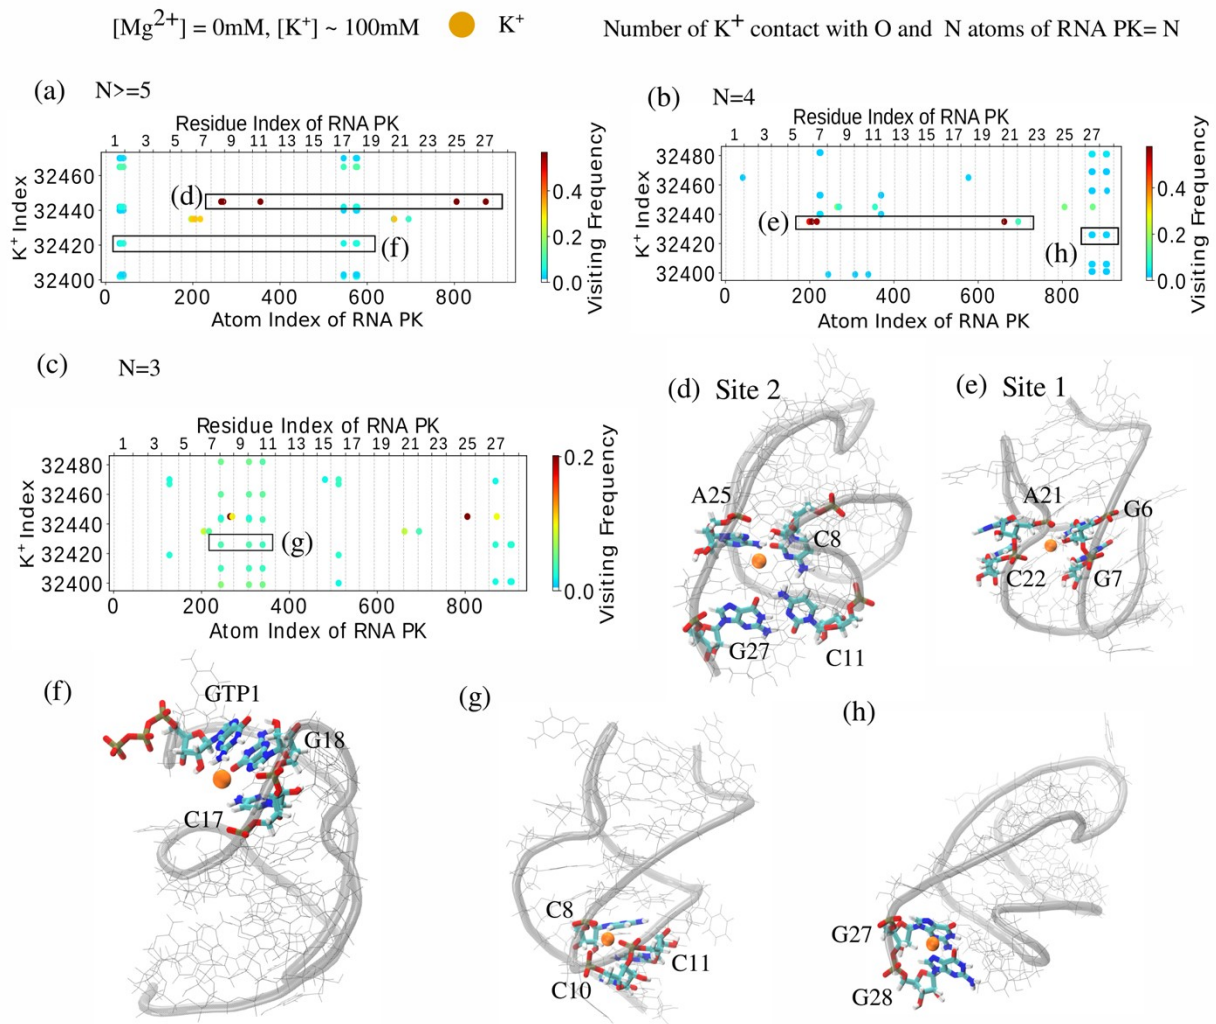 [Mg²⁺] = 0mM, [K⁺] ~ 100mM K⁺ Number of K⁺ contact with O and N atoms of RNA PK= N
(a) N>=5
Residue Index of RNA PK
1 3 5 7 9 11 13 15 17 19 21 23 25 27
K⁺ Index
32460
32440
32420
32400
(d)
(f)
0 200 400 600 800
Atom Index of RNA PK
0.4
0.2
0.0
Visiting Frequency
(b) N=4
Residue Index of RNA PK
1 3 5 7 9 11 13 15 17 19 21 23 25 27
K⁺ Index
32480
32460
32440
32420
32400
(e)
(h)
0 200 400 600 800
Atom Index of RNA PK
0.4
0.2
0.0
Visiting Frequency
(c) N=3
Residue Index of RNA PK
1 3 5 7 9 11 13 15 17 19 21 23 25 27
K⁺ Index
32480
32460
32440
32420
32400
(g)
0 200 400 600 800
Atom Index of RNA PK
0.2
0.0
Visiting Frequency
(d) Site 2
A25
C8
G27
C11
(e) Site 1
A21
G6
C22
G7
(f)
GTP1
G18
C17
(g)
C8
C11
C10
(h)
G27
G28